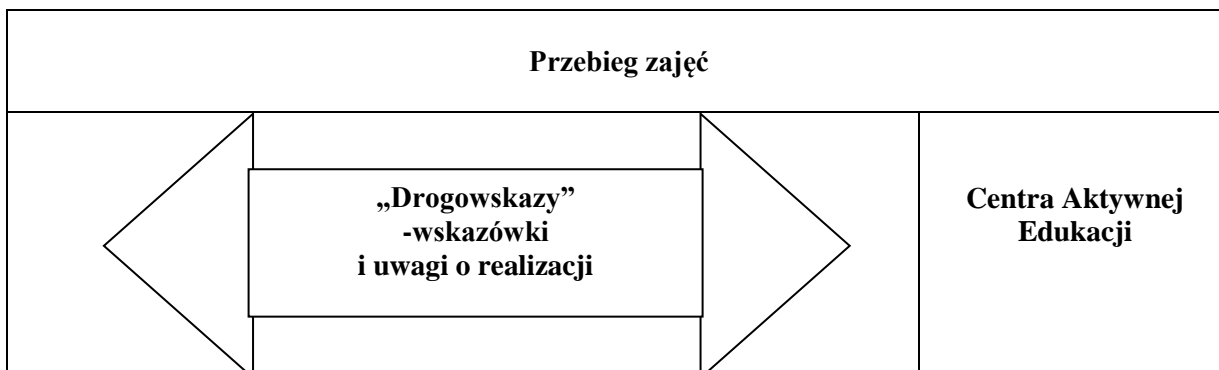 Przebieg zajęć
„Drogowskazy”
-wskazówki
i uwagi o realizacji
Centra Aktywnej
Edukacji